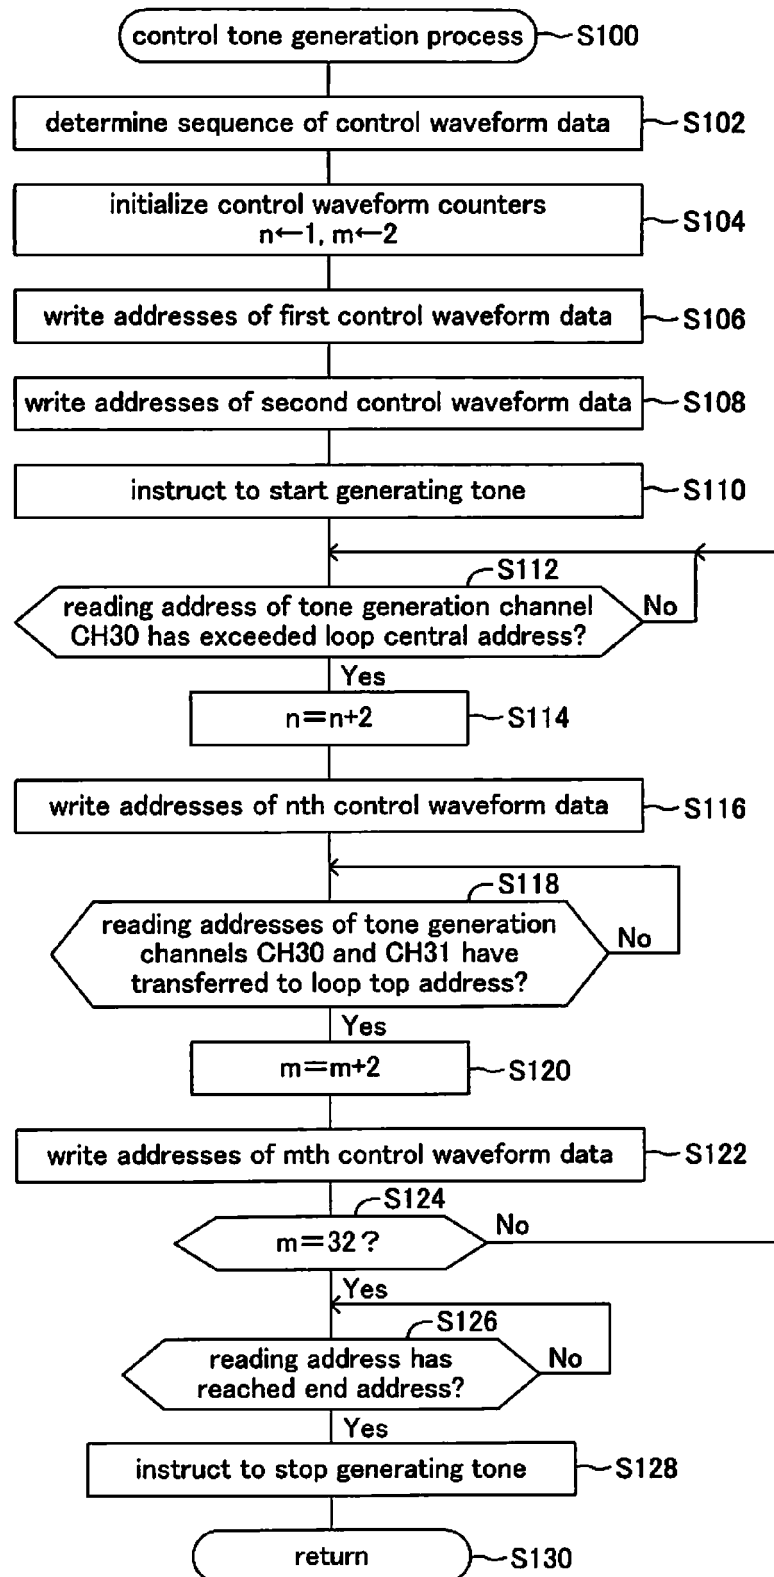 control tone generation process
S100
determine sequence of control waveform data
S102
initialize control waveform counters
n←1, m←2
S104
write addresses of first control waveform data
S106
write addresses of second control waveform data
S108
instruct to start generating tone
S110
S112
reading address of tone generation channel
CH30 has exceeded loop central address?
No
Yes
n=n+2
S114
write addresses of nth control waveform data
S116
S118
reading addresses of tone generation
channels CH30 and CH31 have
transferred to loop top address?
No
Yes
m=m+2
S120
write addresses of mth control waveform data
S122
S124
m=32?
No
Yes
S126
reading address has
reached end address?
No
Yes
instruct to stop generating tone
S128
return
S130